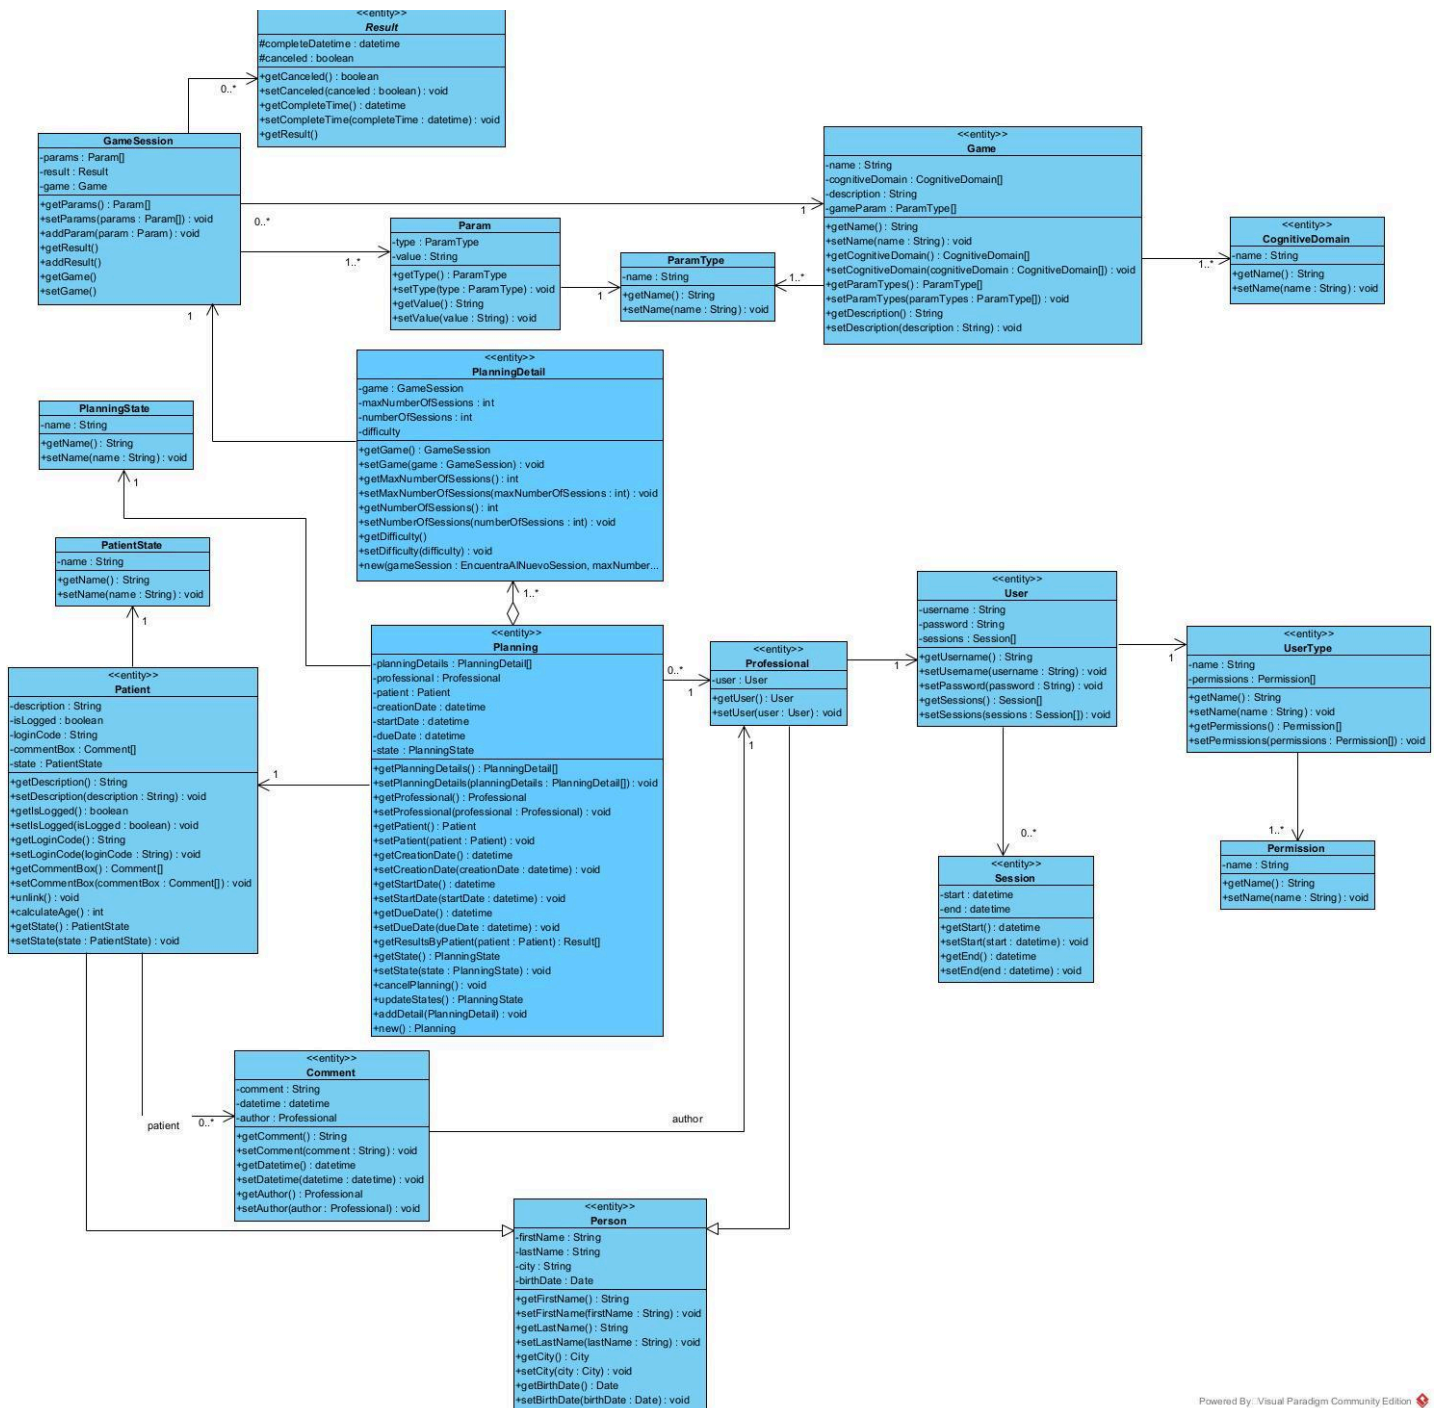 <<entity>>
Result
#completeDatetime : datetime
#canceled : boolean
+getCanceled() : boolean
+setCanceled(canceled : boolean) : void
+getCompleteTime() : datetime
+setCompleteTime(completeTime : datetime) : void
+getResult()
0..*
GameSession
-params : Param[]
-result : Result
-game : Game
+getParams() : Param[]
+setParams(params : Param[]) : void
+addParam(param : Param) : void
+getResult()
+addResult()
+getGame()
+setGame()
0..*
1
1..*
1
<<entity>>
Game
-name : String
-cognitiveDomain : CognitiveDomain[]
-description : String
-gameParam : ParamType[]
+getName() : String
+setName(name : String) : void
+getCognitiveDomain() : CognitiveDomain[]
+setCognitiveDomain(cognitiveDomain : CognitiveDomain[]) : void
+getParamTypes() : ParamType[]
+setParamTypes(paramTypes : ParamType[]) : void
+getDescription() : String
+setDescription(description : String) : void
1..*
<<entity>>
CognitiveDomain
-name : String
+getName() : String
+setName(name : String) : void
Param
-type : ParamType
-value : String
+getType() : ParamType
+setType(type : ParamType) : void
+getValue() : String
+setValue(value : String) : void
1
ParamType
-name : String
+getName() : String
+setName(name : String) : void
1..*
<<entity>>
PlanningDetail
-game : GameSession
-maxNumberOfSessions : int
-numberOfSessions : int
-difficulty
+getGame() : GameSession
+setGame(game : GameSession) : void
+getMaxNumberOfSessions() : int
+setMaxNumberOfSessions(maxNumberOfSessions : int) : void
+getNumberOfSessions() : int
+setNumberOfSessions(numberOfSessions : int) : void
+getDifficulty()
+setDifficulty(difficulty) : void
+new(gameSession : EncuentraAlNuevoSession, maxNumber...
1..*
PlanningState
-name : String
+getName() : String
+setName(name : String) : void
1
PatientState
-name : String
+getName() : String
+setName(name : String) : void
1
<<entity>>
Patient
-description : String
-isLogged : boolean
-loginCode : String
-commentBox : Comment[]
-state : PatientState
+getDescription() : String
+setDescription(description : String) : void
+getIsLogged() : boolean
+setIsLogged(isLogged : boolean) : void
+getLoginCode() : String
+setLoginCode(loginCode : String) : void
+getCommentBox() : Comment[]
+setCommentBox(commentBox : Comment[]) : void
+unlink() : void
+calculateAge() : int
+getState() : PatientState
+setState(state : PatientState) : void
1
<<entity>>
Planning
-planningDetails : PlanningDetail[]
-professional : Professional
-patient : Patient
-creationDate : datetime
-startDate : datetime
-dueDate : datetime
-state : PlanningState
+getPlanningDetails() : PlanningDetail[]
+setPlanningDetails(planningDetails : PlanningDetail[]) : void
+getProfessional() : Professional
+setProfessional(professional : Professional) : void
+getPatient() : Patient
+setPatient(patient : Patient) : void
+getCreationDate() : datetime
+setCreationDate(creationDate : datetime) : void
+getStartDate() : datetime
+setStartDate(startDate : datetime) : void
+getDueDate() : datetime
+setDueDate(dueDate : datetime) : void
+getResultsByPatient(patient : Patient) : Result[]
+getState() : PlanningState
+setState(state : PlanningState) : void
+cancelPlanning() : void
+updateStates() : PlanningState
+addDetail(PlanningDetail) : void
+new() : Planning
0..*
1
<<entity>>
Professional
-user : User
+getUser() : User
+setUser(user : User) : void
1
1
<<entity>>
User
-username : String
-password : String
-sessions : Session[]
+getUsername() : String
+setUsername(username : String) : void
+setPassword(password : String) : void
+getSessions() : Session[]
+setSessions(sessions : Session[]) : void
1
<<entity>>
UserType
-name : String
-permissions : Permission[]
+getName() : String
+setName(name : String) : void
+getPermissions() : Permission[]
+setPermissions(permissions : Permission[]) : void
1..*
Permission
-name : String
+getName() : String
+setName(name : String) : void
0..*
<<entity>>
Session
-start : datetime
-end : datetime
+getStart() : datetime
+setStart(start : datetime) : void
+getEnd() : datetime
+setEnd(end : datetime) : void
<<entity>>
Comment
-comment : String
-datetime : datetime
-author : Professional
+getComment() : String
+setComment(comment : String) : void
+getDatetime() : datetime
+setDatetime(datetime : datetime) : void
+getAuthor() : Professional
+setAuthor(author : Professional) : void
patient
0..*
author
<<entity>>
Person
-firstName : String
-lastName : String
-city : String
-birthDate : Date
+getFirstName() : String
+setFirstName(firstName : String) : void
+getLastName() : String
+setLastName(lastName : String) : void
+getCity() : City
+setCity(city : City) : void
+getBirthDate() : Date
+setBirthDate(birthDate : Date) : void
Powered By Visual Paradigm Community Edition